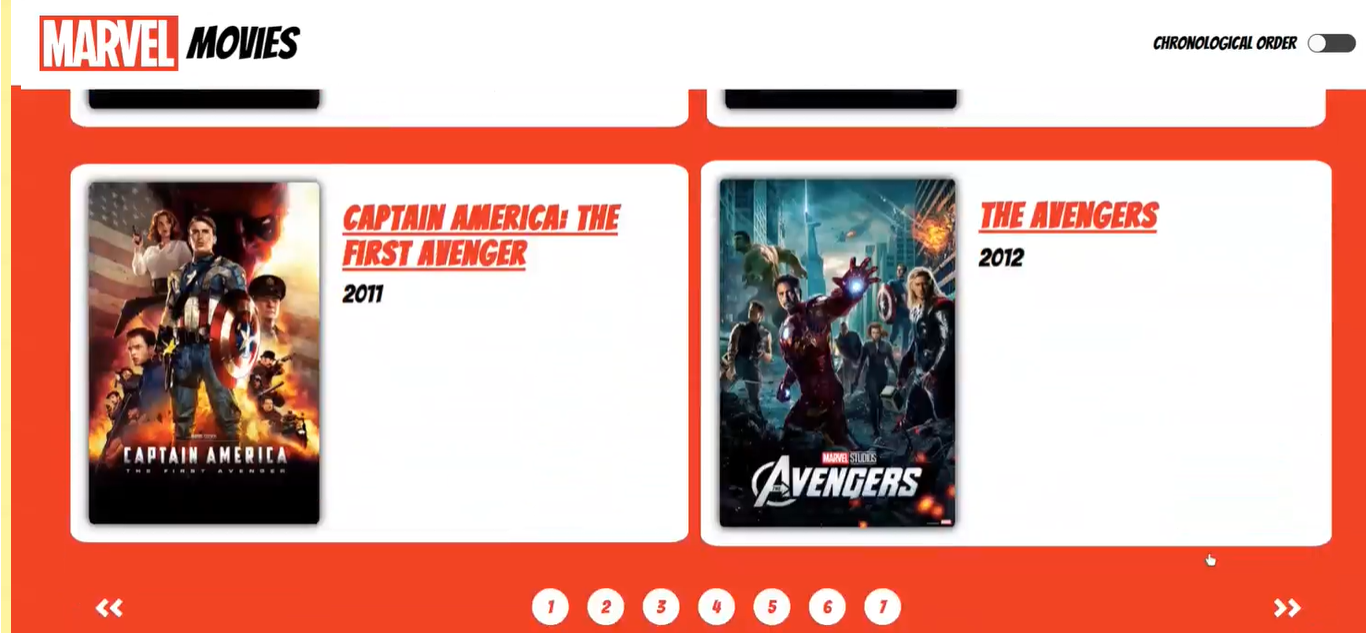 MARVEL MOVIES
CHRONOLOGICAL ORDER
CAPTAIN AMERICA: THE
FIRST AVENGER
2011
CAPTAIN AMERICA
THE FIRST AVENGER
THE AVENGERS
2012
MARVEL STUDIOS
THE AVENGERS
<< 1 2 3 4 5 6 7 >>